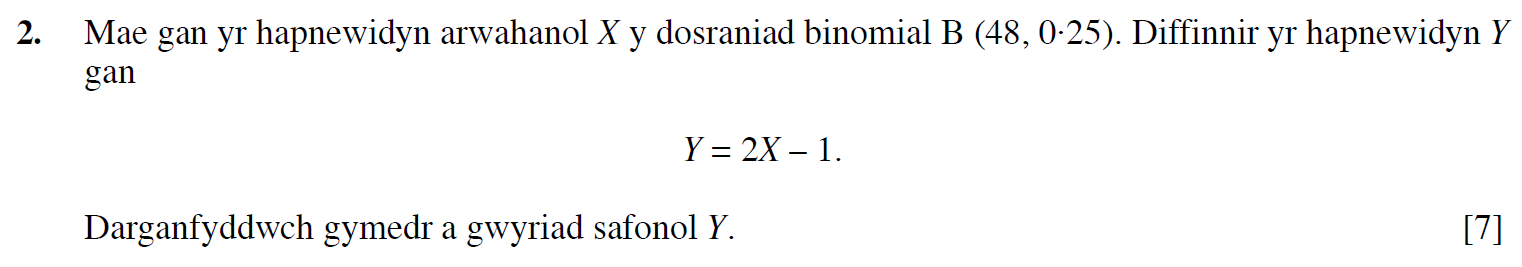 2. Mae gan yr hapnewidyn arwahanol X y dosraniad binomial B (48, 0·25). Diffinnir yr hapnewidyn Y
gan
Y = 2X – 1.
Darganfyddwch gymedr a gwyriad safonol Y. [7]